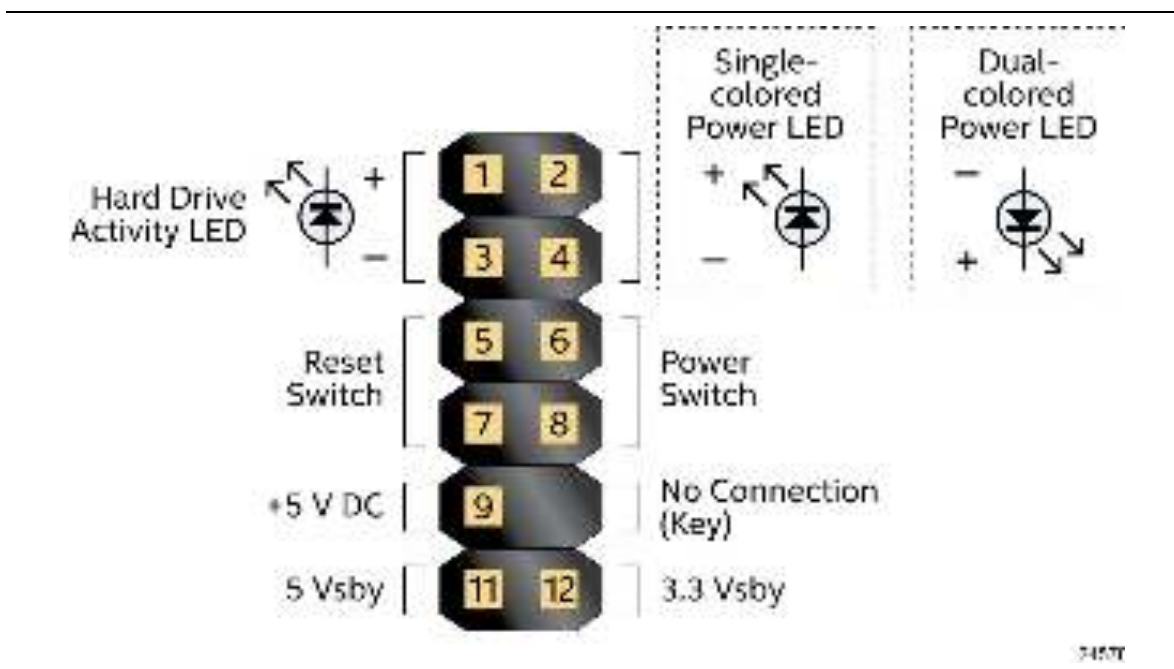 Single-
colored
Power LED
Dual-
colored
Power LED
Hard Drive
Activity LED
+
−
1 2
3 4
+
−
−
+
Reset
Switch
5 6
7 8
Power
Switch
+5 V DC
9
No Connection
(Key)
5 Vsby
11 12
3.3 Vsby